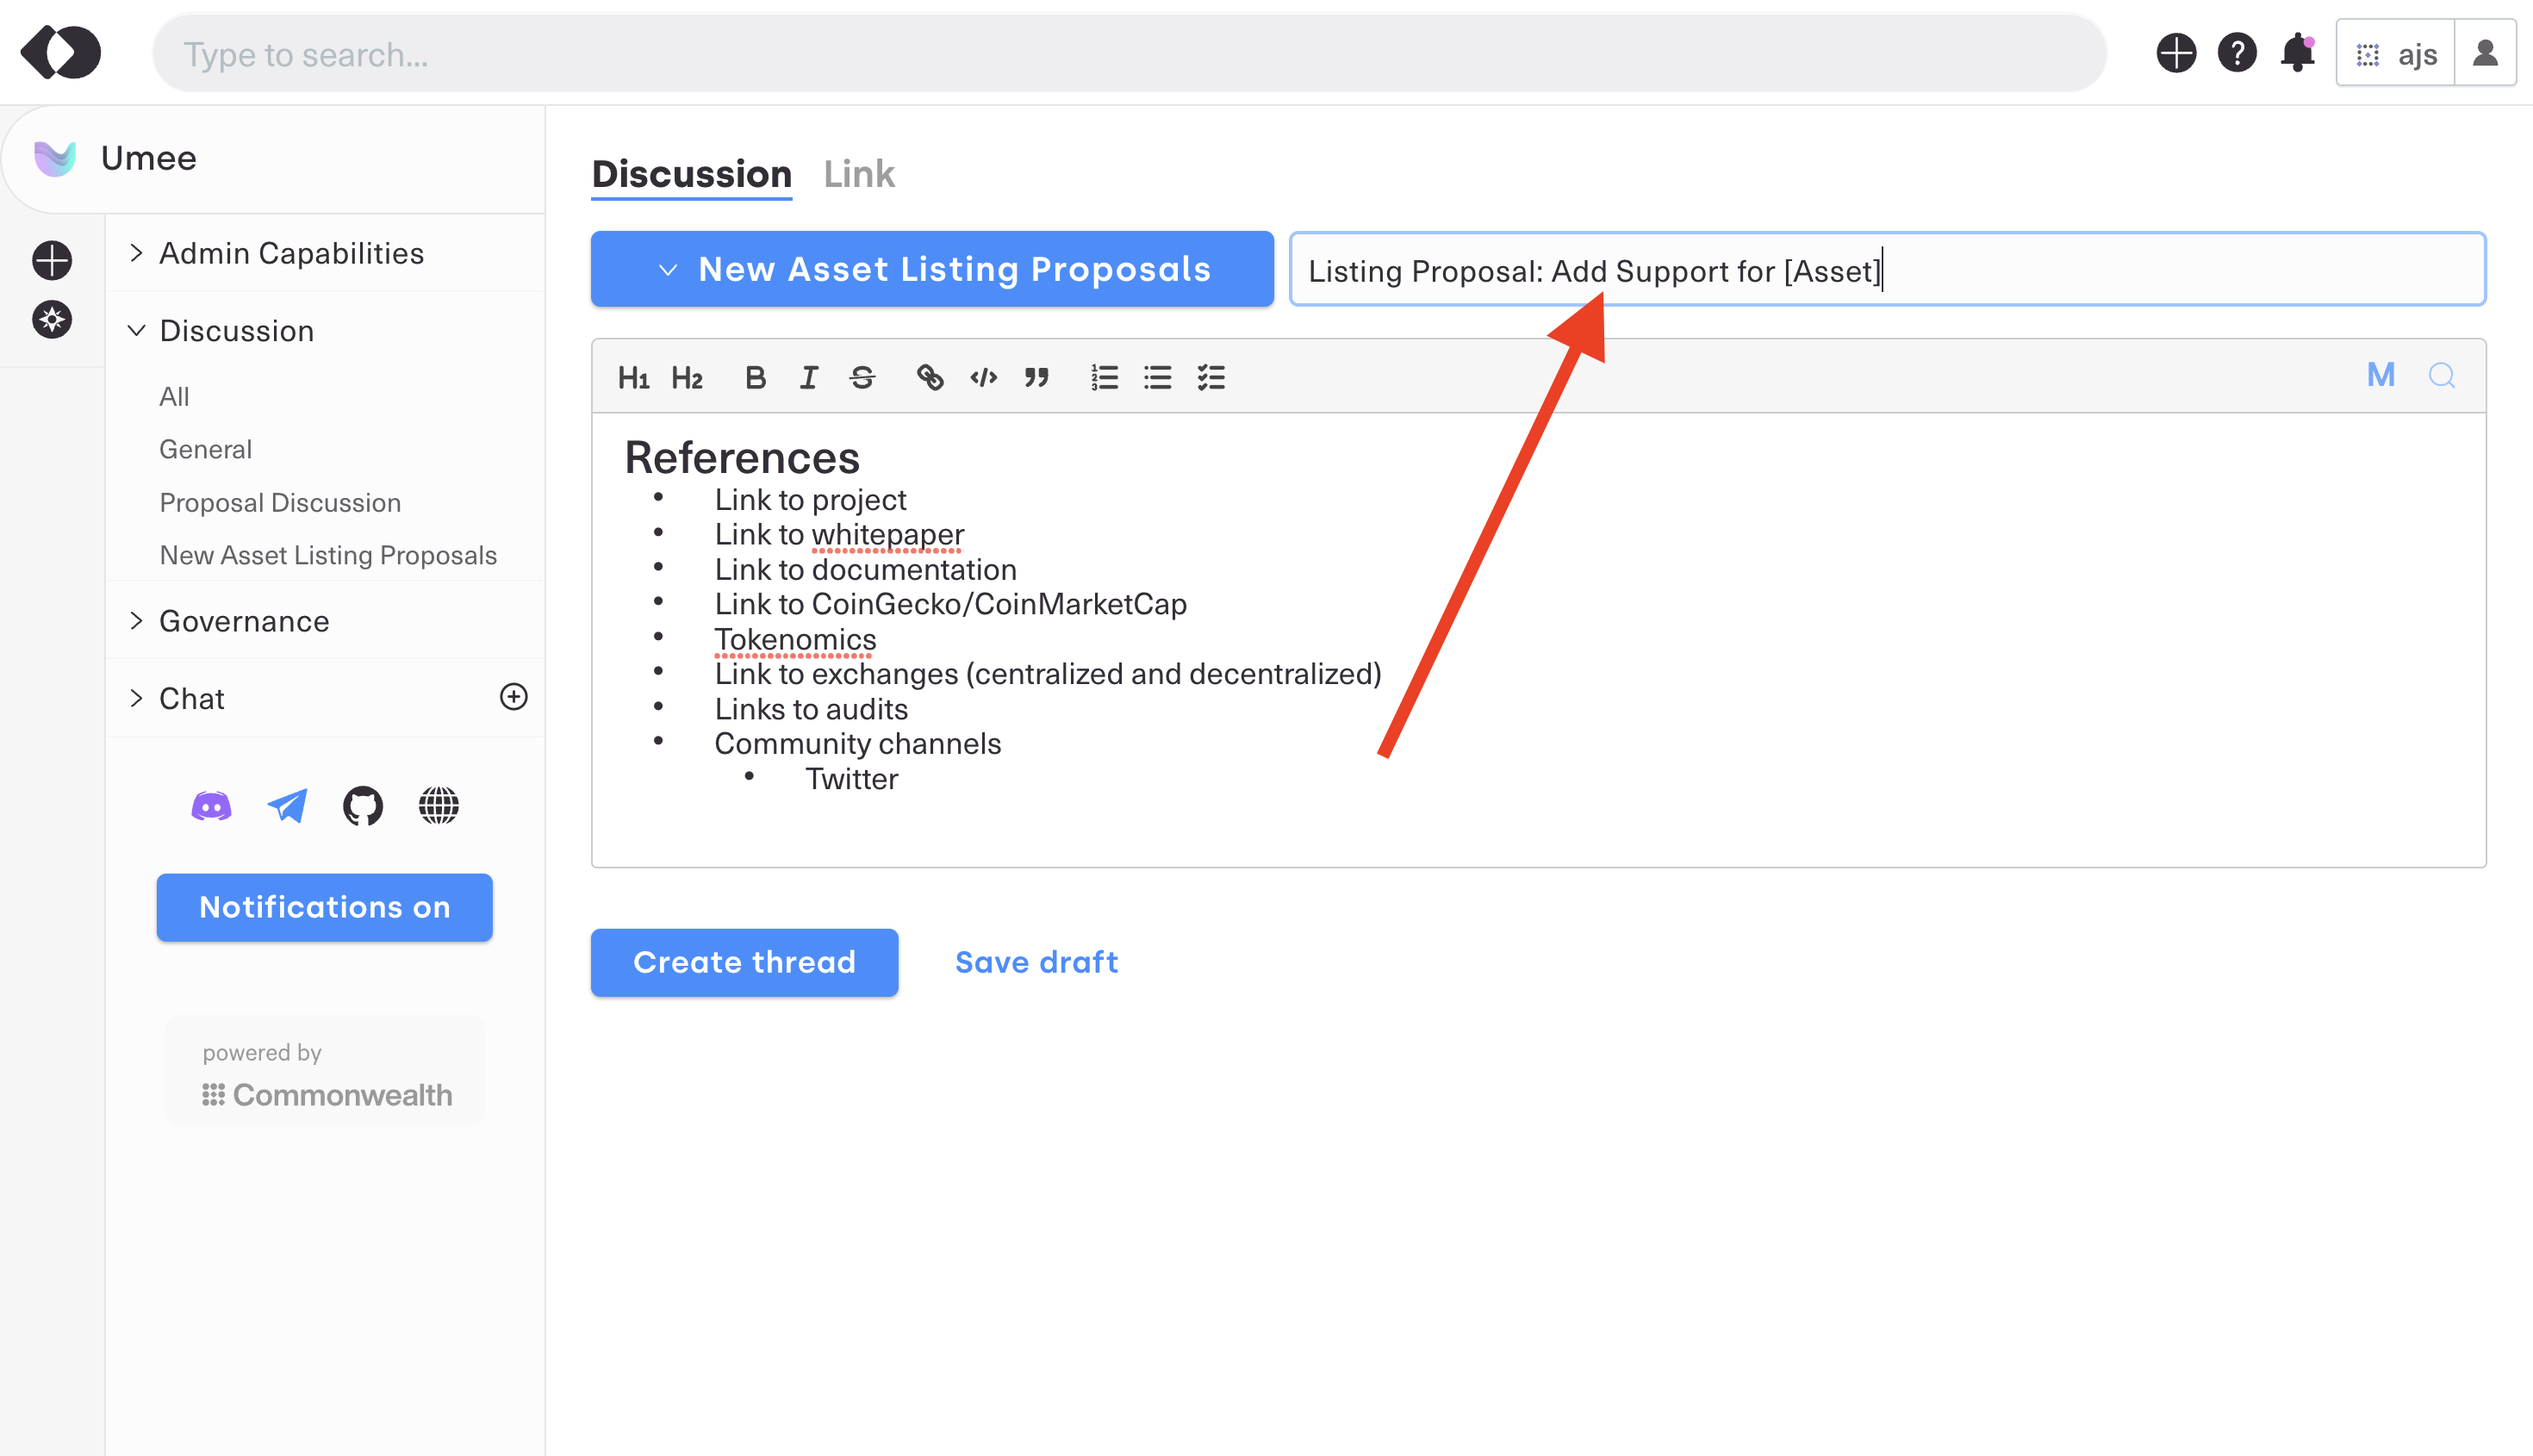 Type to search...
ajs
Umee
Admin Capabilities
Discussion
All
General
Proposal Discussion
New Asset Listing Proposals
Governance
Chat
Notifications on
powered by
Commonwealth
Discussion Link
New Asset Listing Proposals
Listing Proposal: Add Support for [Asset]
H1 H2 B I S M
References
Link to project
Link to whitepaper
Link to documentation
Link to CoinGecko/CoinMarketCap
Tokenomics
Link to exchanges (centralized and decentralized)
Links to audits
Community channels
Twitter
Create thread Save draft